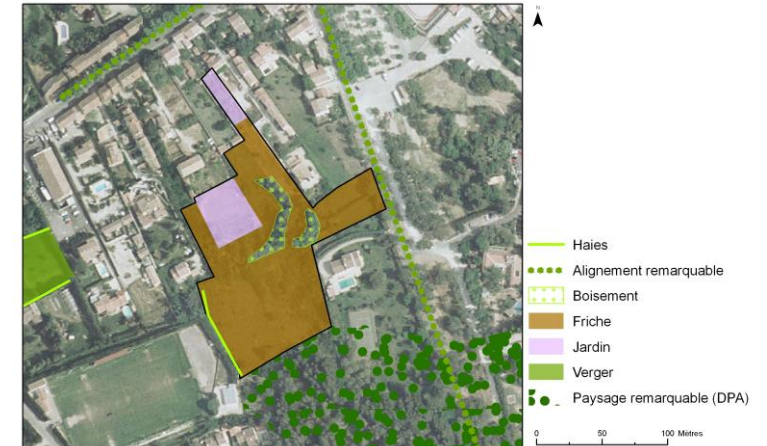 N
Haies
Alignement remarquable
Boisement
Friche
Jardin
Verger
Paysage remarquable (DPA)
0 50 100 Mètres